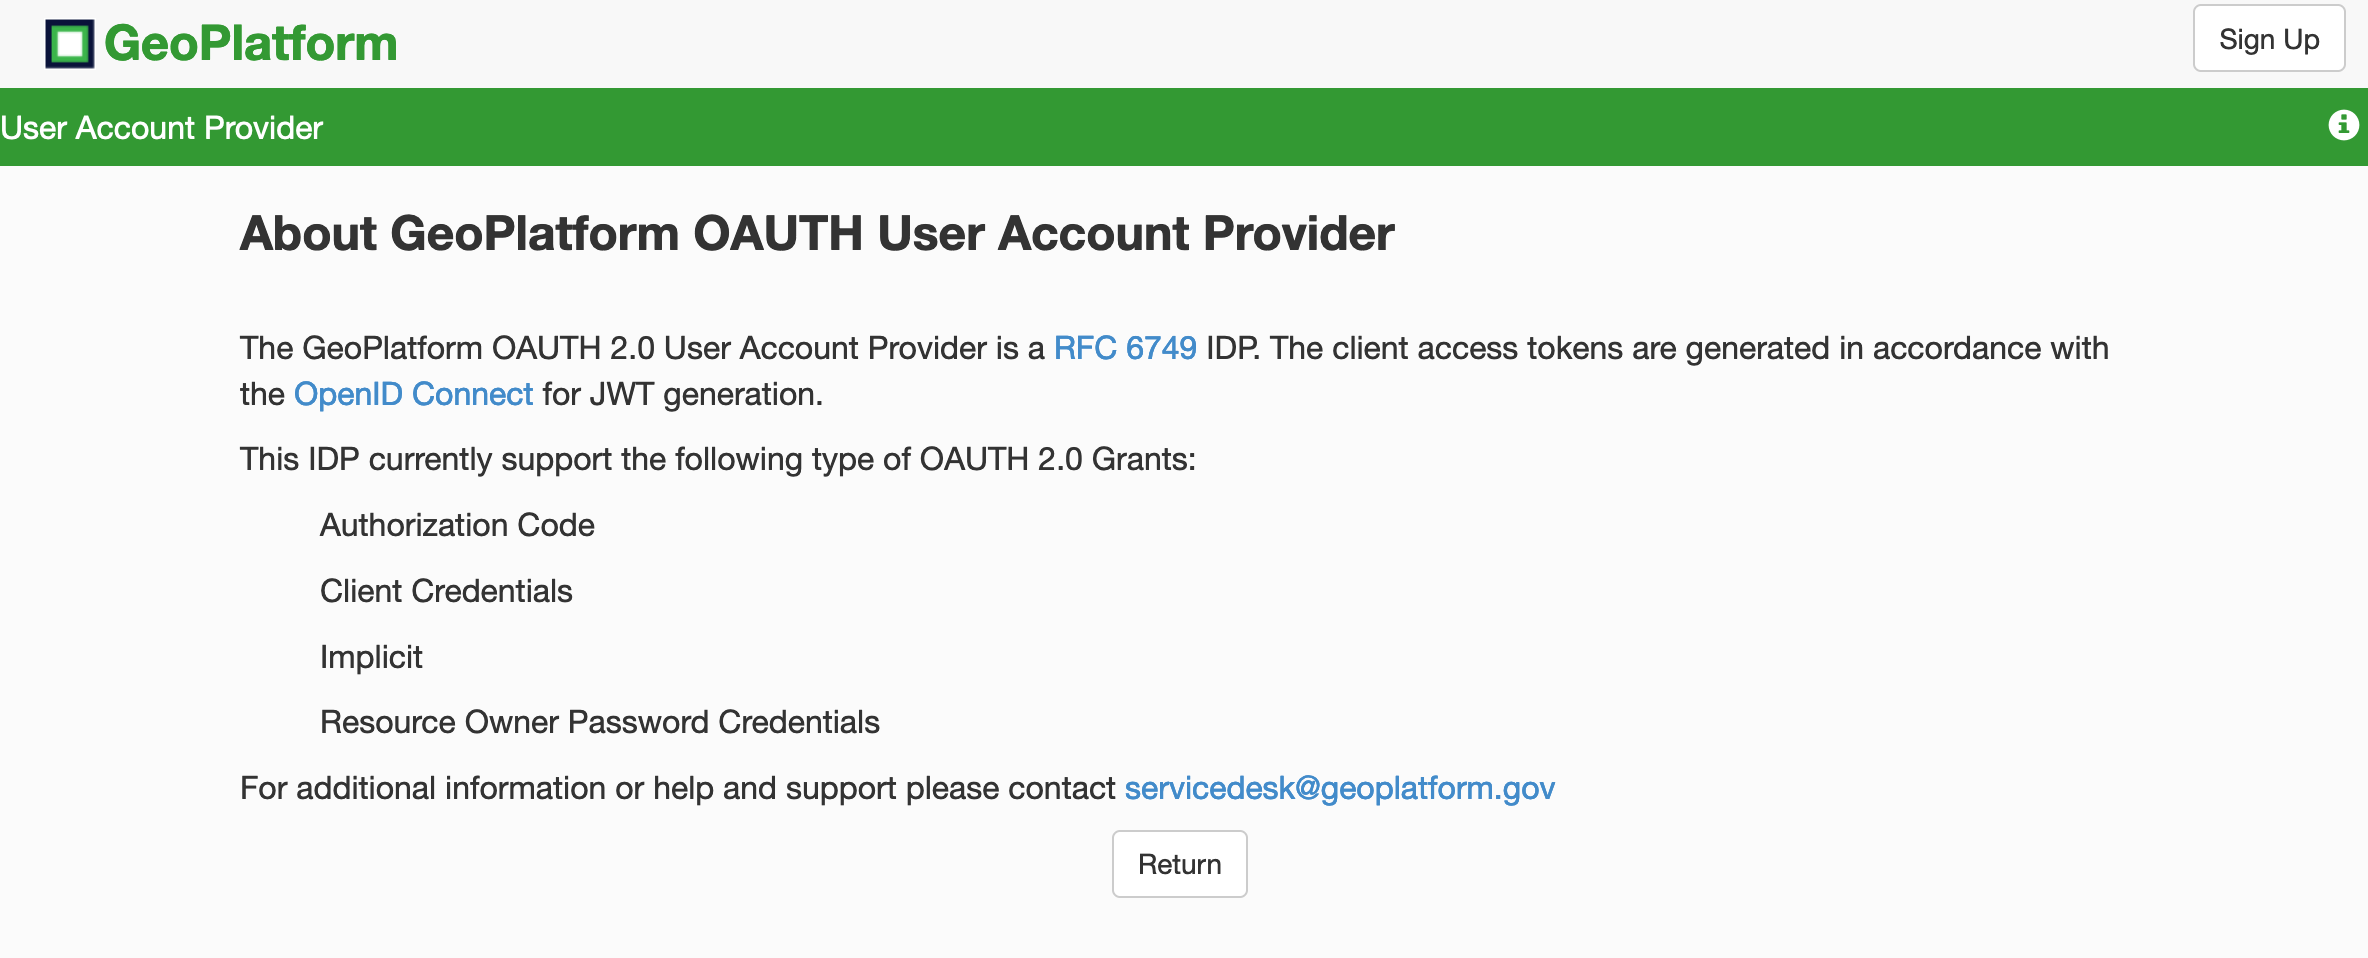 GeoPlatform
Sign Up
User Account Provider
About GeoPlatform OAUTH User Account Provider
The GeoPlatform OAUTH 2.0 User Account Provider is a RFC 6749 IDP. The client access tokens are generated in accordance with
the OpenID Connect for JWT generation.
This IDP currently support the following type of OAUTH 2.0 Grants:
Authorization Code
Client Credentials
Implicit
Resource Owner Password Credentials
For additional information or help and support please contact servicedesk@geoplatform.gov
Return